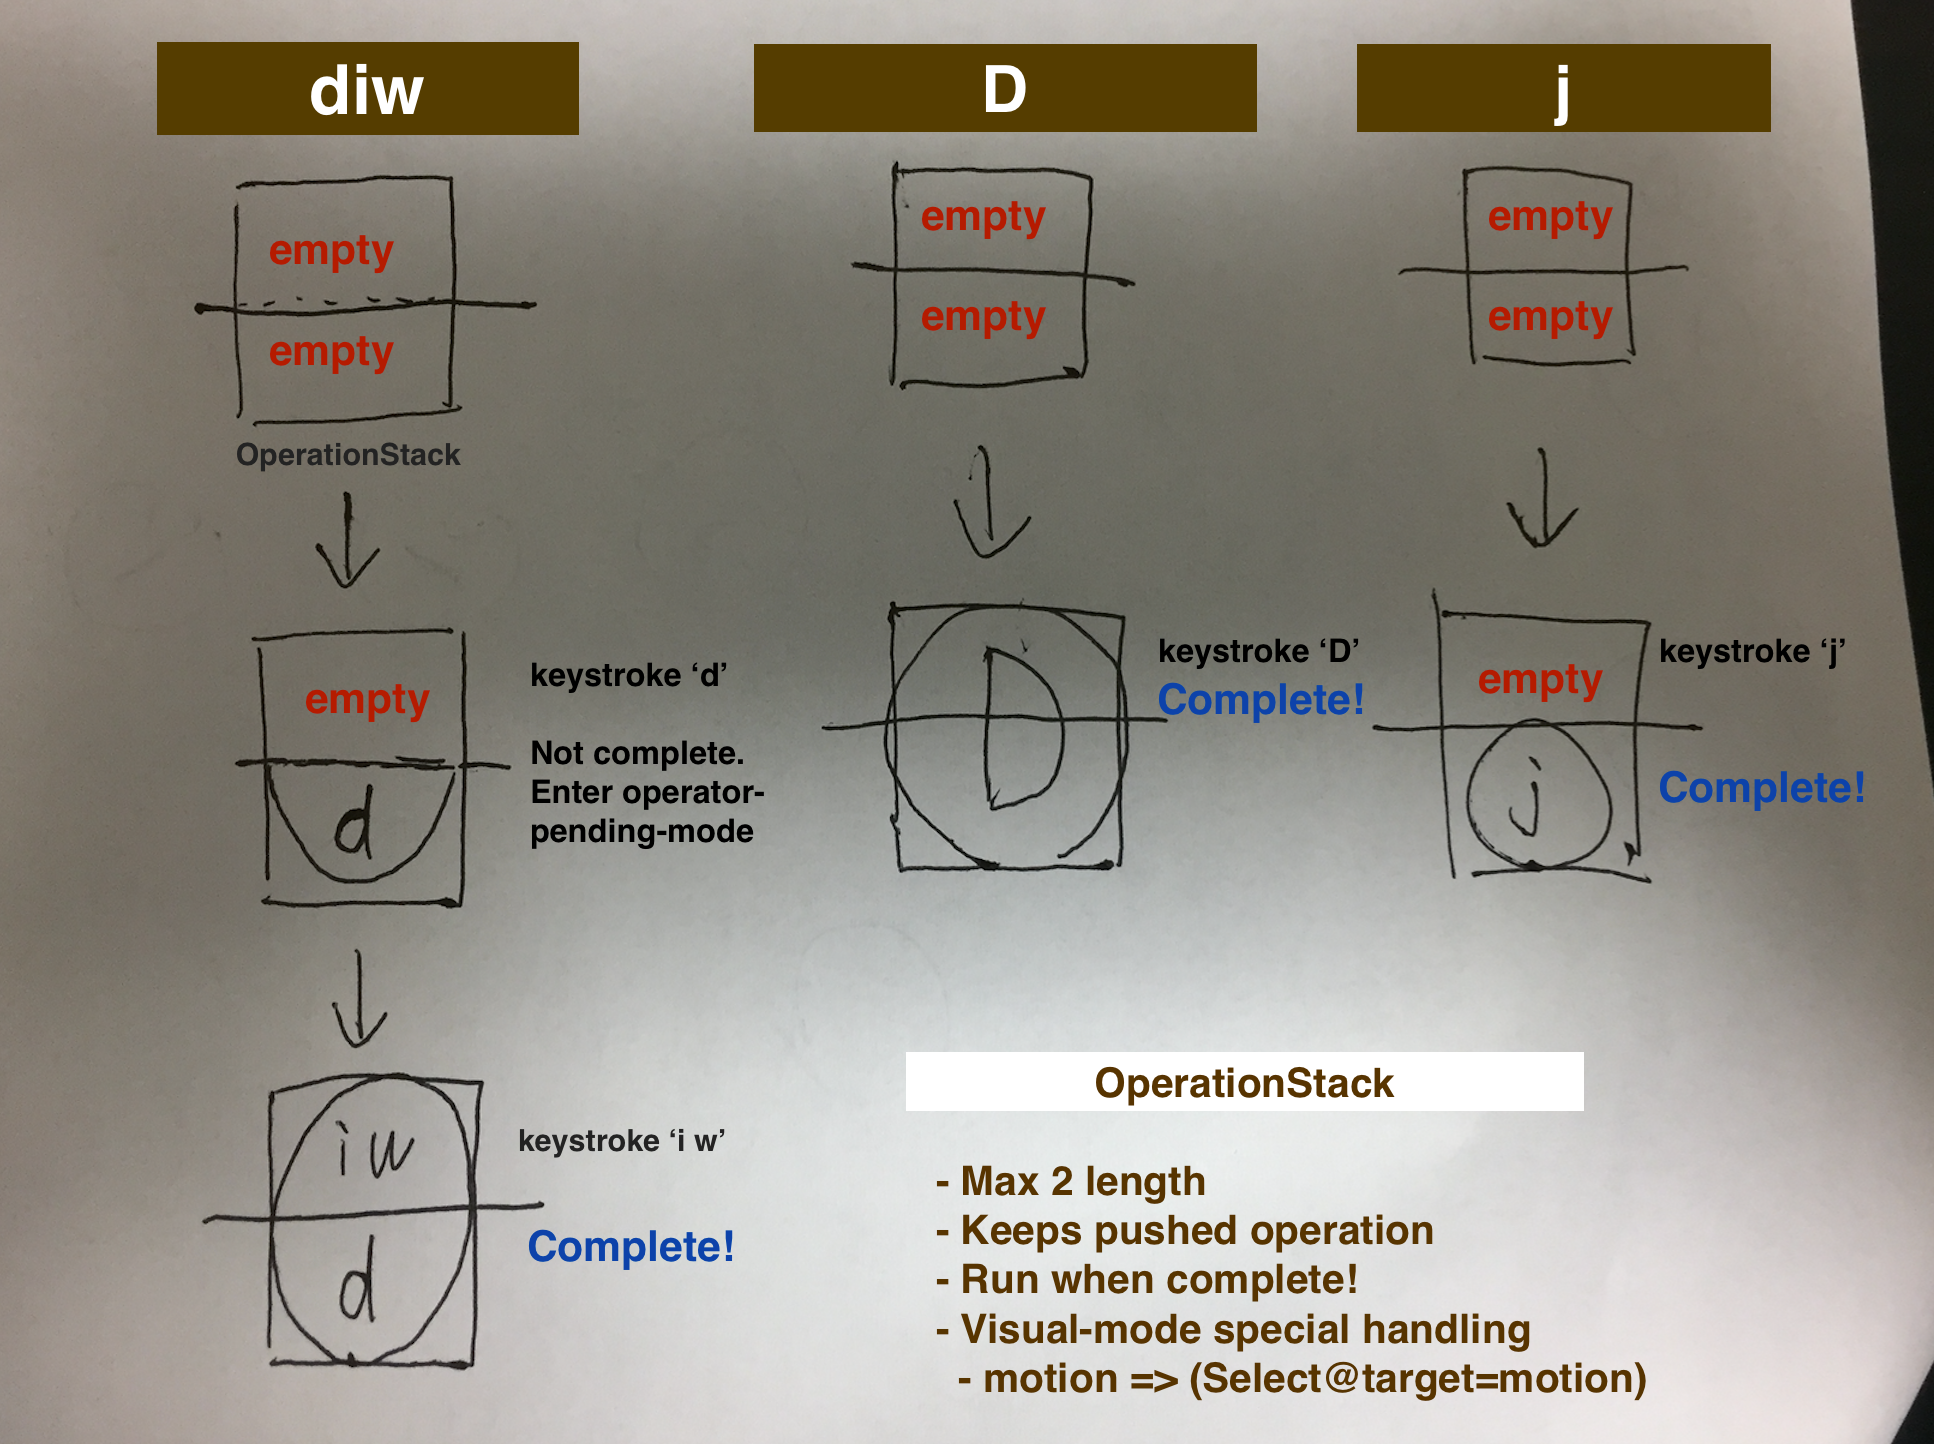 diw
empty
empty
OperationStack
empty
d
keystroke ‘d’
Not complete.
Enter operator-
pending-mode
i w
d
keystroke ‘i w’
Complete!
D
empty
empty
D
keystroke ‘D’
Complete!
j
empty
empty
empty
j
keystroke ‘j’
Complete!
OperationStack
- Max 2 length
- Keeps pushed operation
- Run when complete!
- Visual-mode special handling
- motion => (Select@target=motion)